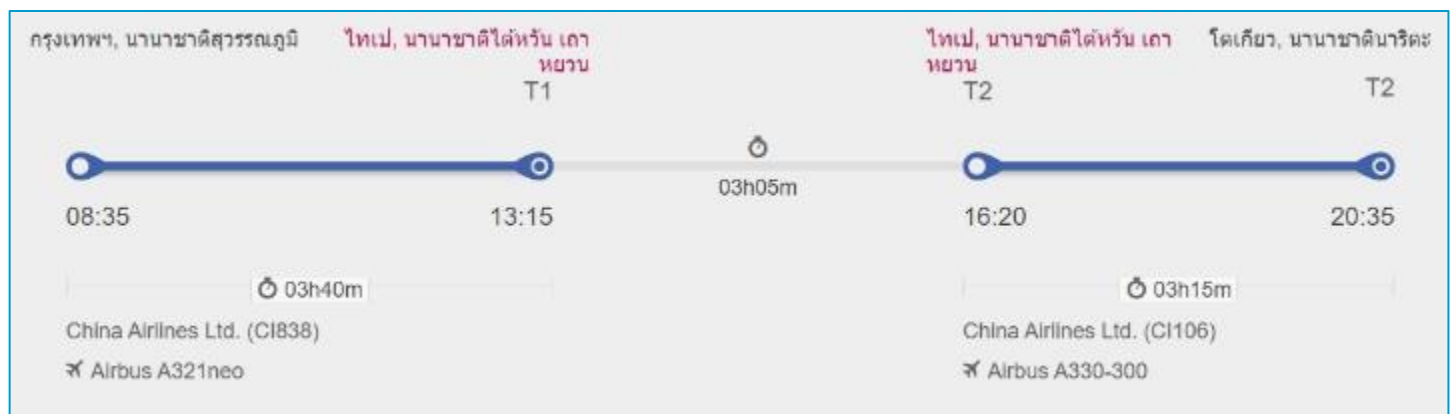 กรุงเทพฯ, นานาชาติสุวรรณภูมิ
ไทเป, นานาชาติไต้หวัน เถา
หยวน
T1
ไทเป, นานาชาติไต้หวัน เถา
หยวน
T2
โตเกียว, นานาชาตินาริตะ
T2
03h05m
08:35
13:15
16:20
20:35
03h40m
03h15m
China Airlines Ltd. (CI838)
China Airlines Ltd. (CI106)
Airbus A321neo
Airbus A330-300